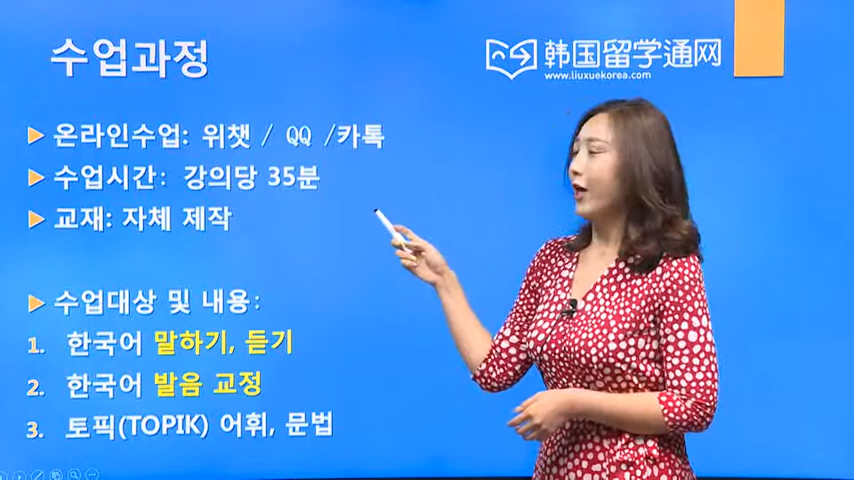 수업과정
韩国留学通网
www.liuxuekorea.com
온라인수업: 위챗 / QQ /카톡
수업시간: 강의당 35분
교재: 자체 제작
수업대상 및 내용:
1. 한국어 말하기, 듣기
2. 한국어 발음 교정
3. 토픽(TOPIK) 어휘, 문법